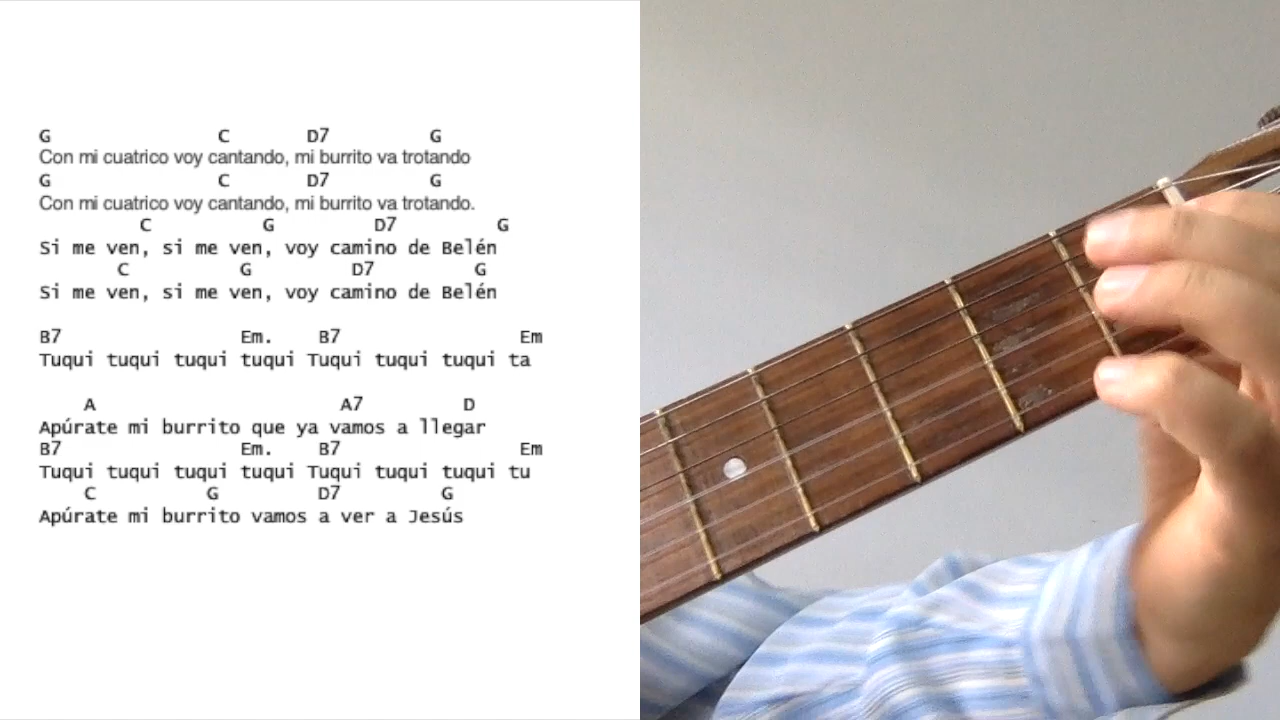 G C D7 G
Con mi cuatrico voy cantando, mi burrito va trotando
G C D7 G
Con mi cuatrico voy cantando, mi burrito va trotando.
C G D7 G
Si me ven, si me ven, voy camino de Belén
C G D7 G
Si me ven, si me ven, voy camino de Belén
B7 Em. B7 Em
Tuqui tuqui tuqui tuqui Tuqui tuqui tuqui ta
A A7 D
Apúrate mi burrito que ya vamos a llegar
B7 Em. B7 Em
Tuqui tuqui tuqui tuqui Tuqui tuqui tuqui tu
C G D7 G
Apúrate mi burrito vamos a ver a Jesús